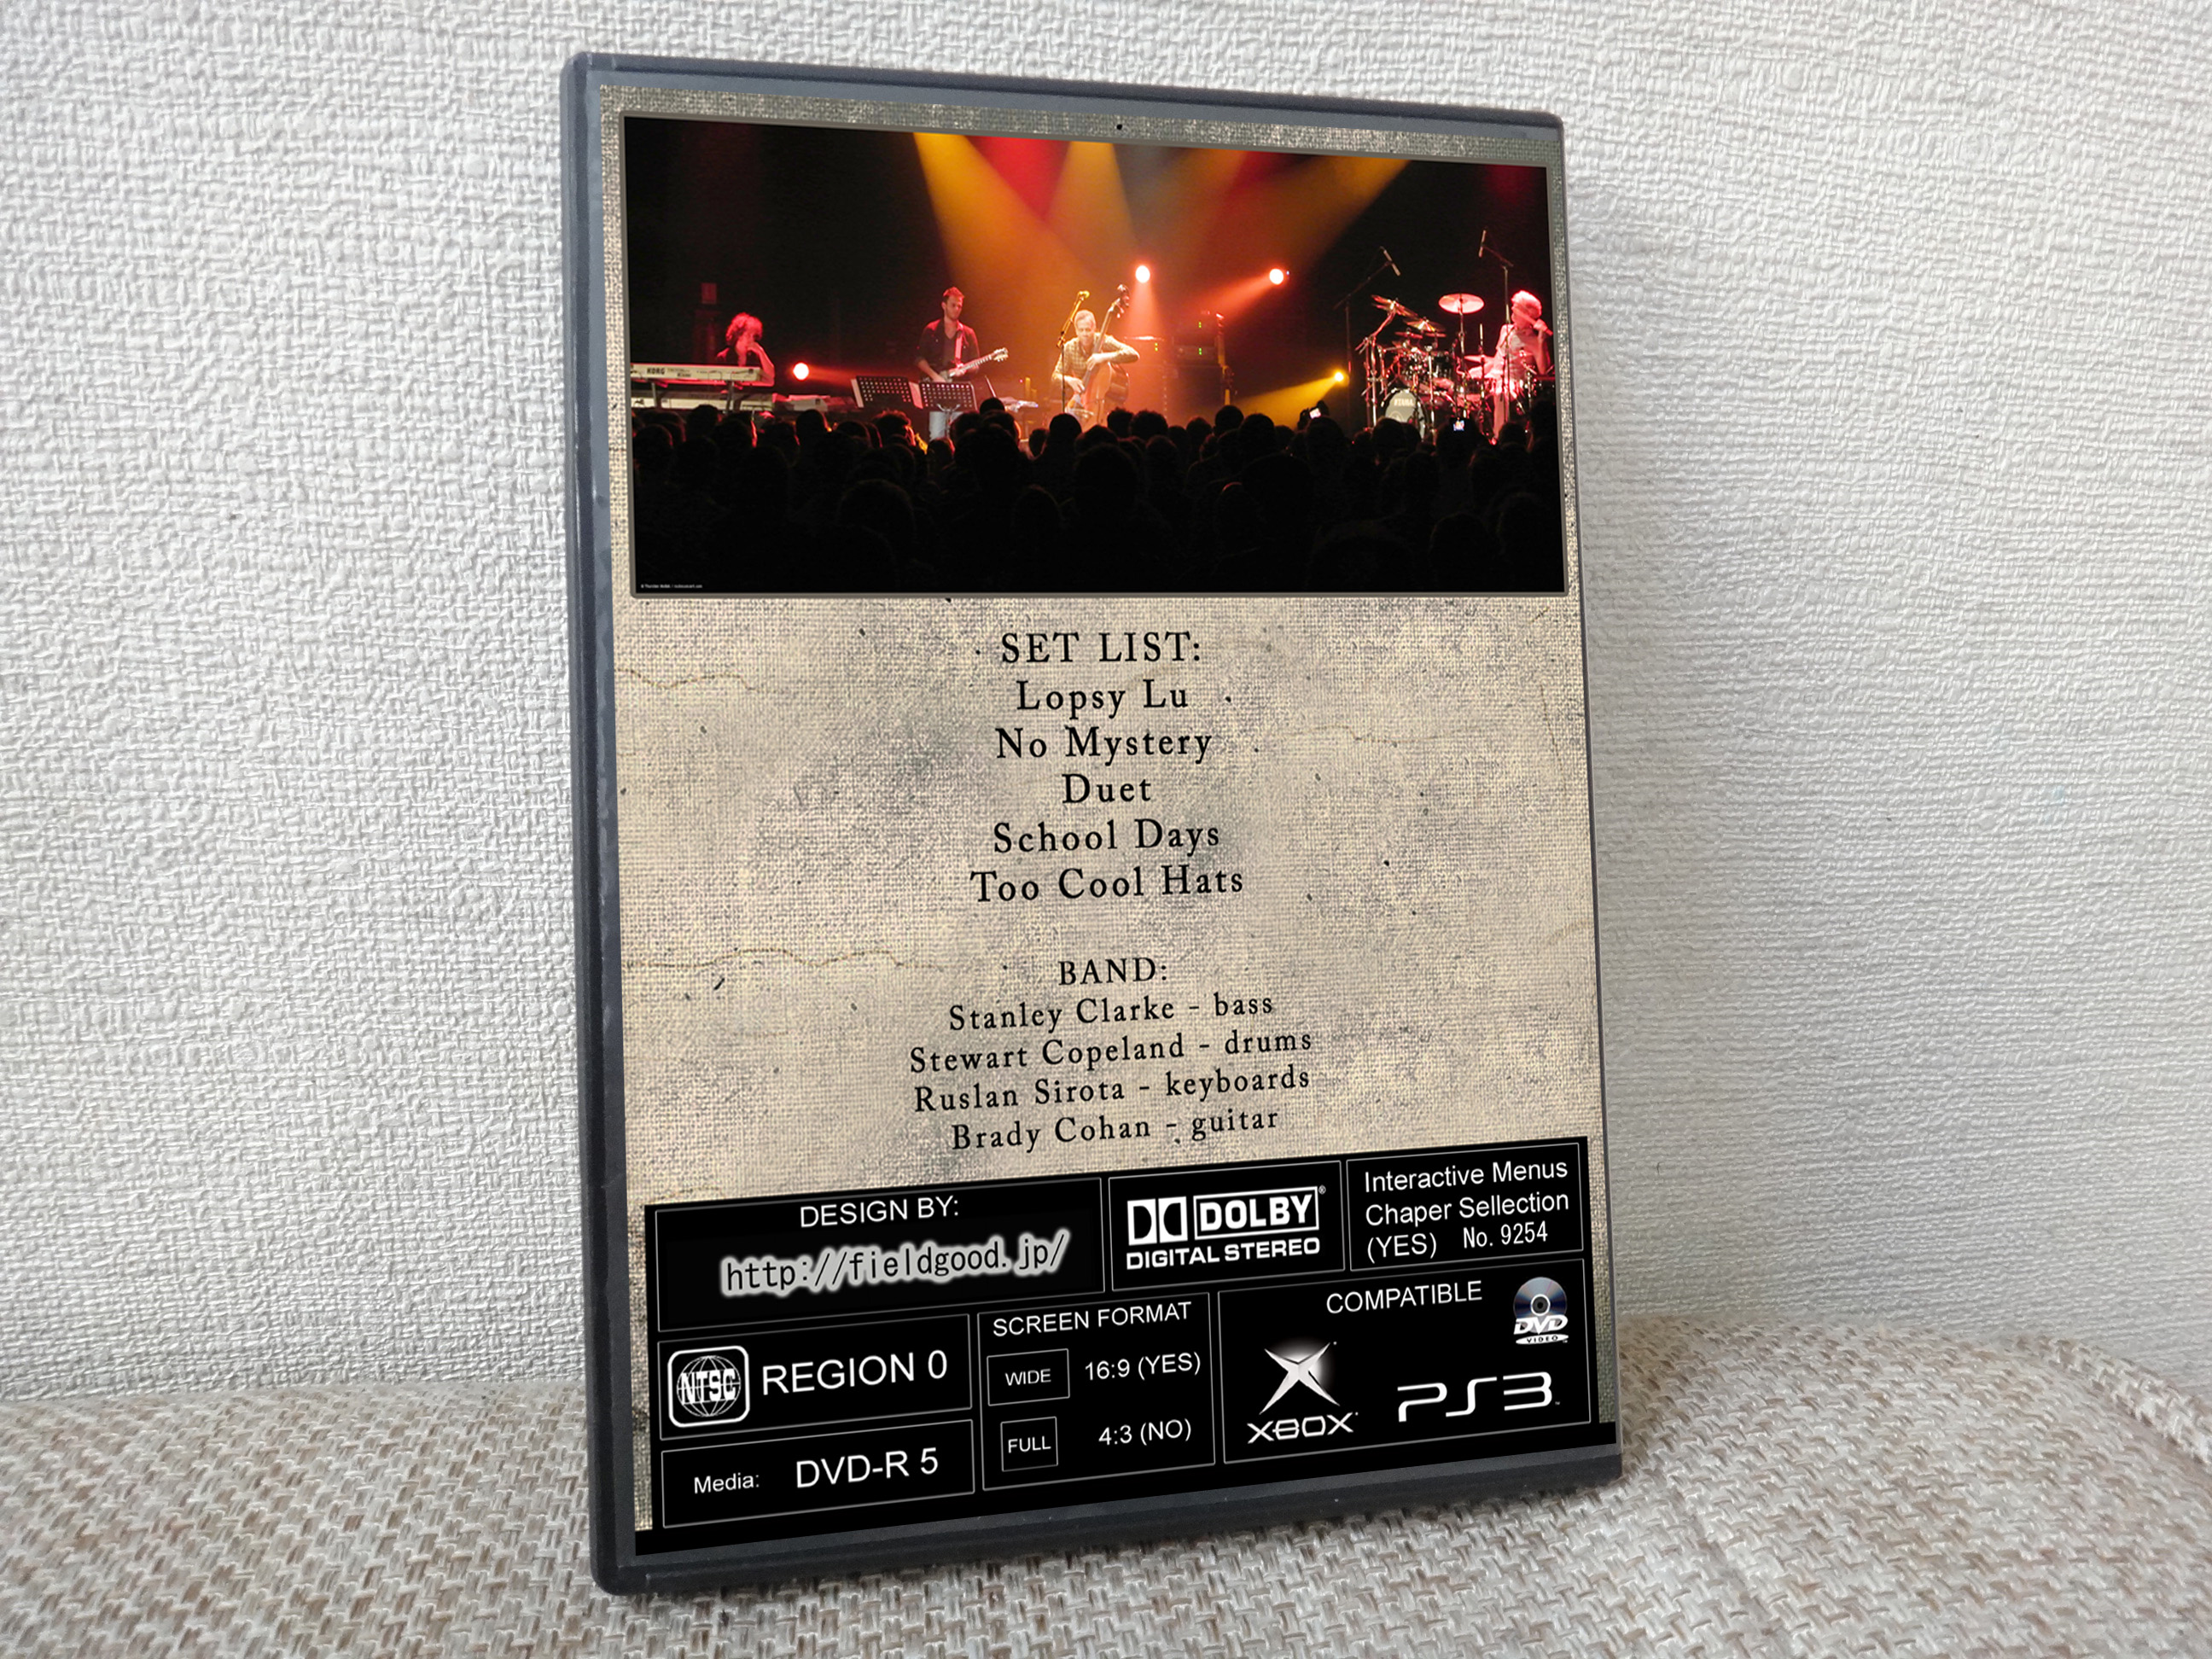 KORG
SET LIST:
Lopsy Lu
No Mystery
Duet
School Days
Too Cool Hats
BAND:
Stanley Clarke - bass
Stewart Copeland - drums
Ruslan Sirota - keyboards
Brady Cohan - guitar
DESIGN BY:
http://fieldgood.jp/
DOLBY®
DIGITAL STEREO
Interactive Menus
Chaper Sellection
(YES) No. 9254
NTSC
REGION 0
Media: DVD-R 5
SCREEN FORMAT
WIDE 16:9 (YES)
FULL 4:3 (NO)
COMPATIBLE
DVD
VIDEO
XBOX
PS3